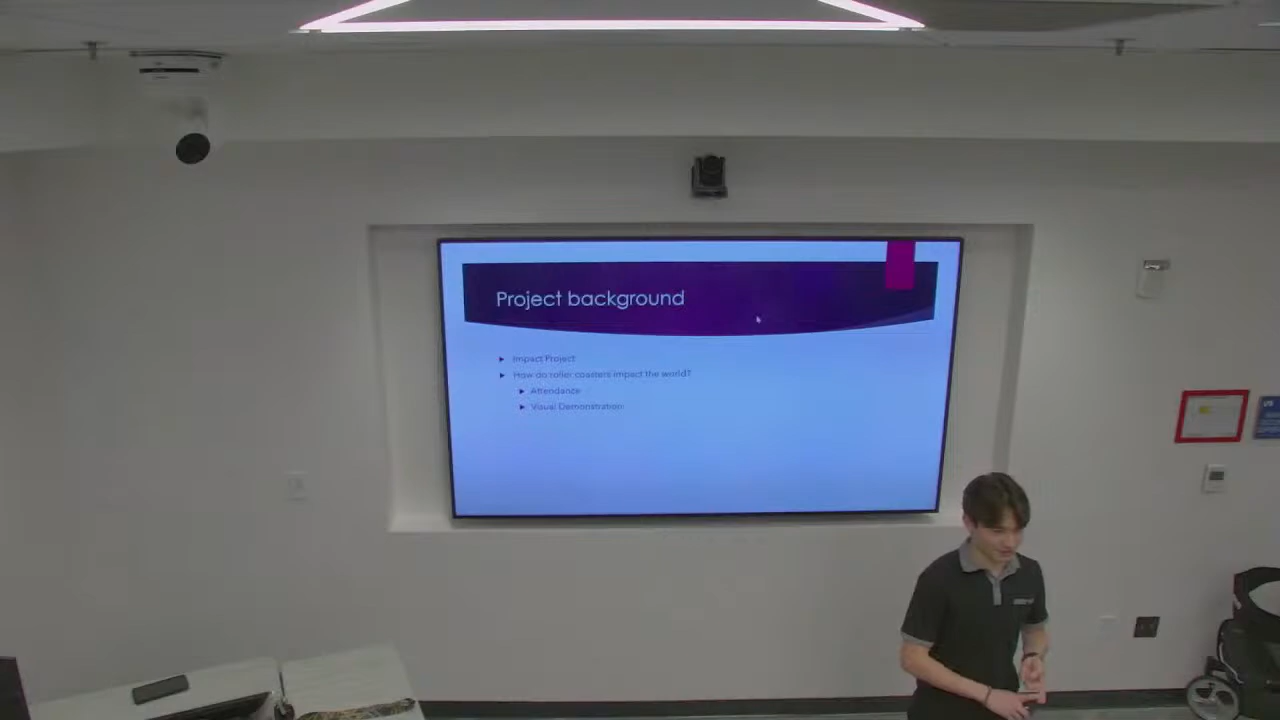 Project background
Impact Project
How do roller coasters impact the world?
Attendance
Visual Demonstration